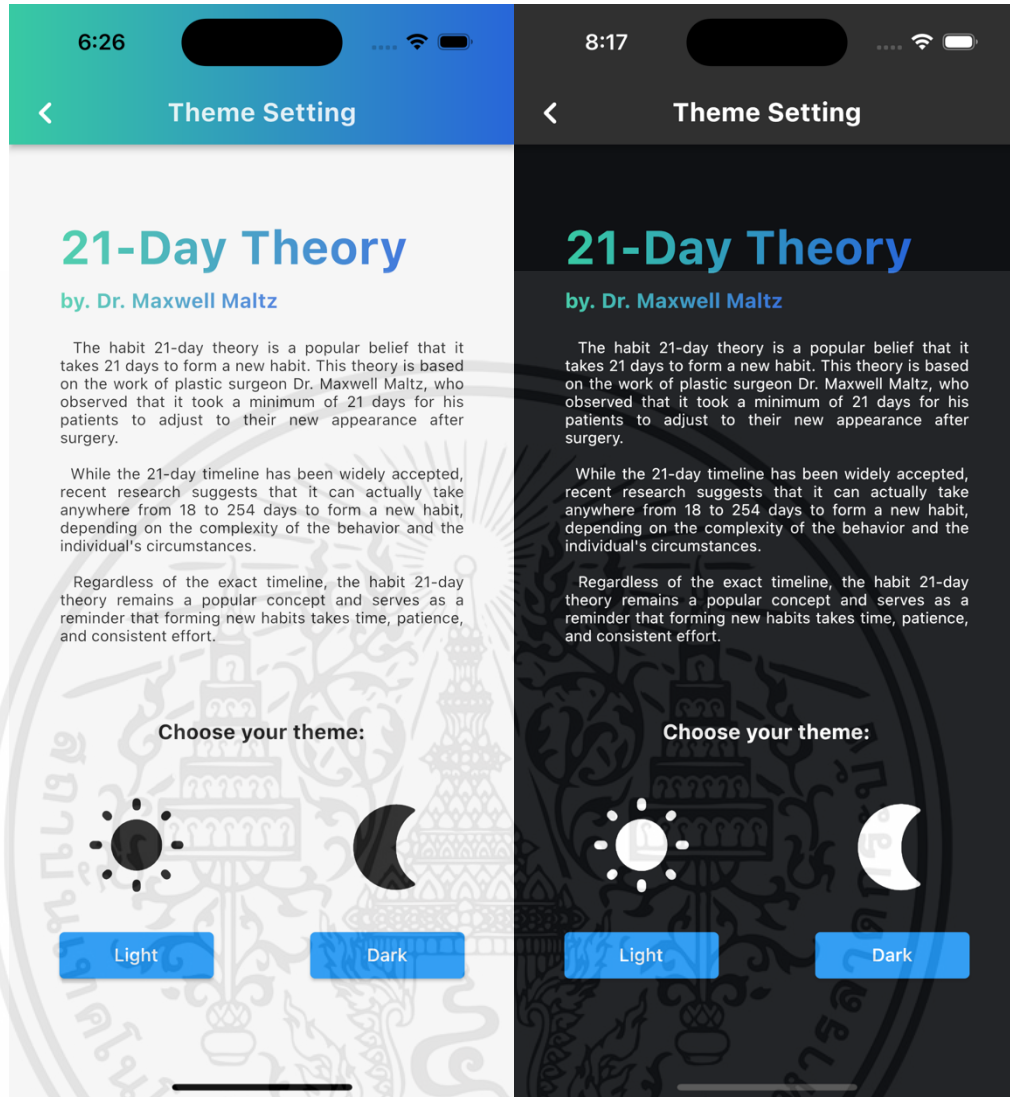 6:26
Theme Setting
21-Day Theory
by. Dr. Maxwell Maltz
The habit 21-day theory is a popular belief that it
takes 21 days to form a new habit. This theory is based
on the work of plastic surgeon Dr. Maxwell Maltz, who
observed that it took a minimum of 21 days for his
patients to adjust to their new appearance after
surgery.
While the 21-day timeline has been widely accepted,
recent research suggests that it can actually take
anywhere from 18 to 254 days to form a new habit,
depending on the complexity of the behavior and the
individual's circumstances.
Regardless of the exact timeline, the habit 21-day
theory remains a popular concept and serves as a
reminder that forming new habits takes time, patience,
and consistent effort.
Choose your theme:
Light
Dark
8:17
Theme Setting
21-Day Theory
by. Dr. Maxwell Maltz
The habit 21-day theory is a popular belief that it
takes 21 days to form a new habit. This theory is based
on the work of plastic surgeon Dr. Maxwell Maltz, who
observed that it took a minimum of 21 days for his
patients to adjust to their new appearance after
surgery.
While the 21-day timeline has been widely accepted,
recent research suggests that it can actually take
anywhere from 18 to 254 days to form a new habit,
depending on the complexity of the behavior and the
individual's circumstances.
Regardless of the exact timeline, the habit 21-day
theory remains a popular concept and serves as a
reminder that forming new habits takes time, patience,
and consistent effort.
Choose your theme:
Light
Dark